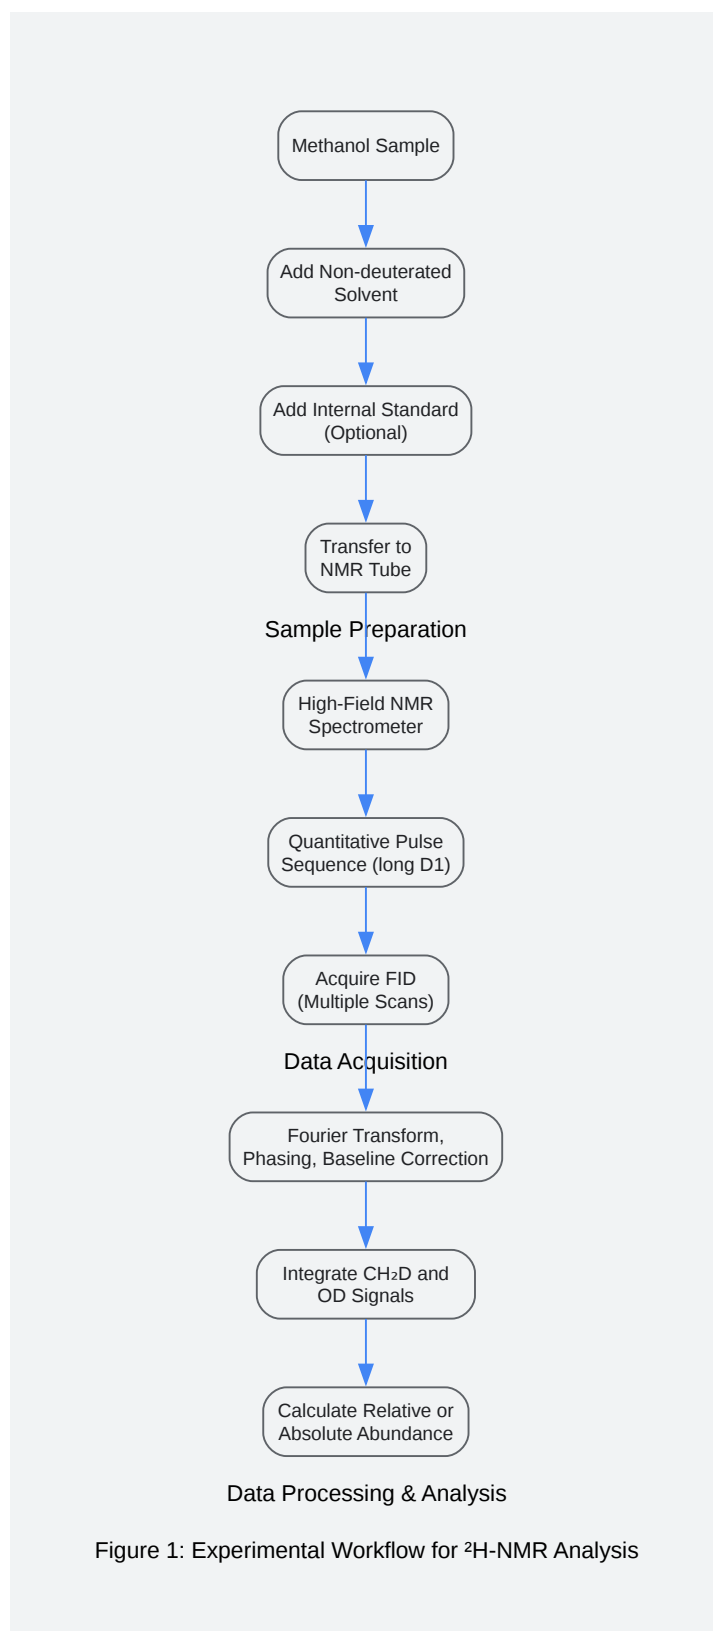 Methanol Sample
Add Non-deuterated
Solvent
Add Internal Standard
(Optional)
Transfer to
NMR Tube
Sample Preparation
High-Field NMR
Spectrometer
Quantitative Pulse
Sequence (long D1)
Acquire FID
(Multiple Scans)
Data Acquisition
Fourier Transform,
Phasing, Baseline Correction
Integrate CH₂D and
OD Signals
Calculate Relative or
Absolute Abundance
Data Processing & Analysis
Figure 1: Experimental Workflow for ²H-NMR Analysis